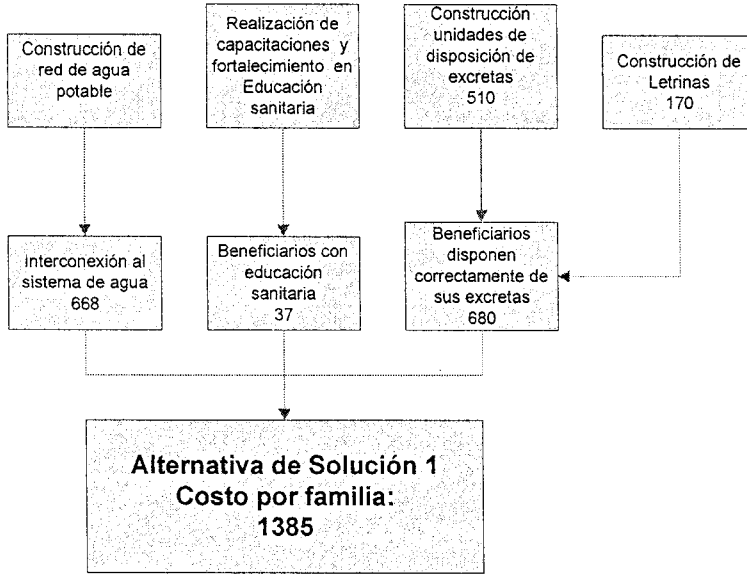 Construcción de
red de agua
potable
Realización de
capacitaciones y
fortalecimiento en
Educación
sanitaria
Construcción
unidades de
disposición de
excretas
510
Construcción de
Letrinas
170
Interconexión al
sistema de agua
668
Beneficiarios con
educación
sanitaria
37
Beneficiarios
disponen
correctamente de
sus excretas
680
Alternativa de Solución 1
Costo por familia:
1385